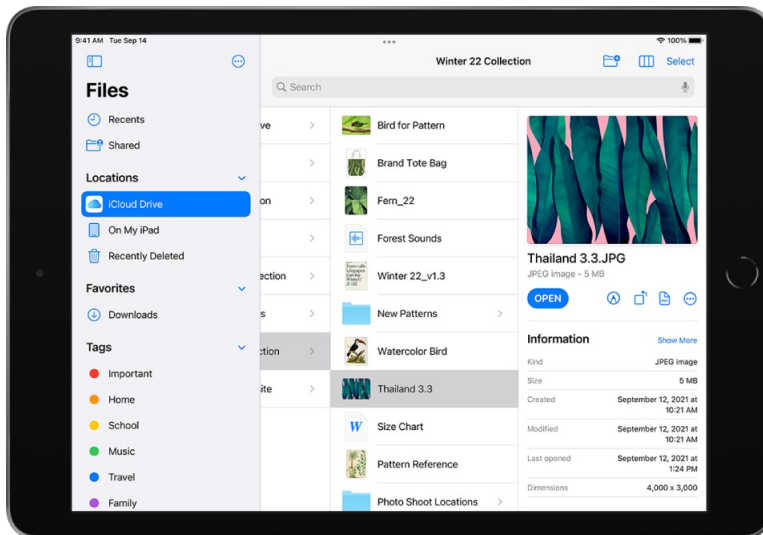 9:41 AM Tue Sep 14
100%
Files
Recents
Shared
Locations
iCloud Drive
On My iPad
Recently Deleted
Favorites
Downloads
Tags
Important
Home
School
Music
Travel
Family
Winter 22 Collection
Select
Search
ve
on
ection
s
ction
ite
Bird for Pattern
Brand Tote Bag
Fern_22
Forest Sounds
Winter 22_v1.3
New Patterns
Watercolor Bird
Thailand 3.3
W
Size Chart
Pattern Reference
Photo Shoot Locations
Thailand 3.3.JPG
JPEG image - 5 MB
OPEN
Information
Show More
Kind
JPEG image
Size
5 MB
Created
September 12, 2021 at
10:21 AM
Modified
September 12, 2021 at
10:21 AM
Last opened
September 12, 2021 at
1:24 PM
Dimensions
4,000 x 3,000